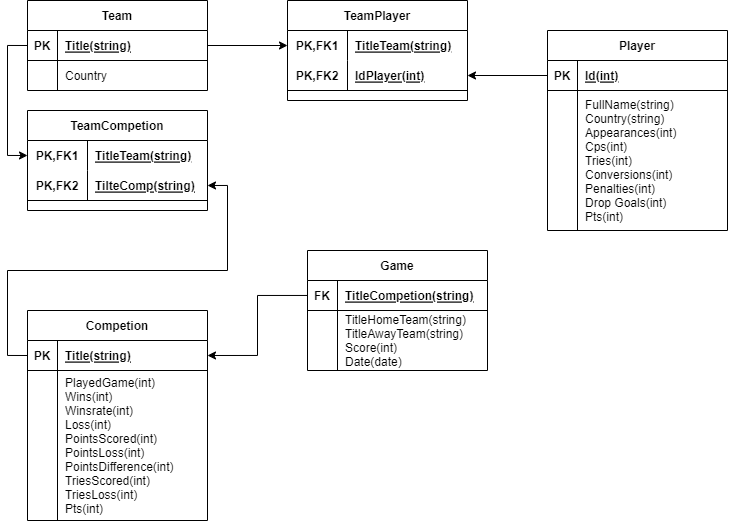 Team
PK Title(string)
Country
TeamPlayer
PK,FK1 TitleTeam(string)
PK,FK2 IdPlayer(int)
Player
PK Id(int)
FullName(string)
Country(string)
Appearances(int)
Cps(int)
Tries(int)
Conversions(int)
Penalties(int)
Drop Goals(int)
Pts(int)
TeamCompetion
PK,FK1 TitleTeam(string)
PK,FK2 TilteComp(string)
Game
FK TitleCompetion(string)
TitleHomeTeam(string)
TitleAwayTeam(string)
Score(int)
Date(date)
Competion
PK Title(string)
PlayedGame(int)
Wins(int)
Winsrate(int)
Loss(int)
PointsScored(int)
PointsLoss(int)
PointsDifference(int)
TriesScored(int)
TriesLoss(int)
Pts(int)